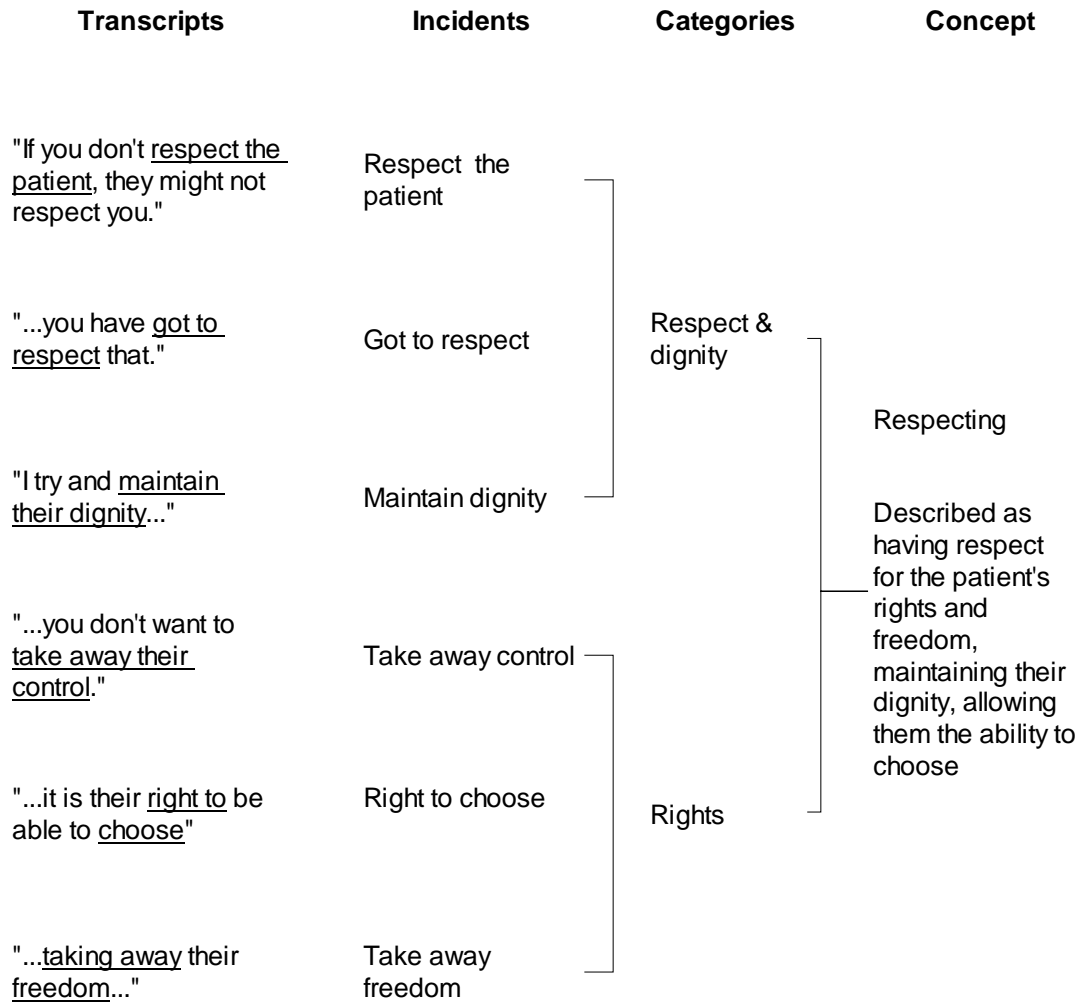 Transcripts Incidents Categories Concept
"If you don't respect the
patient, they might not
respect you."
Respect the
patient
"...you have got to
respect that."
Got to respect
Respect &
dignity
"I try and maintain
their dignity..."
Maintain dignity
Respecting
Described as
having respect
for the patient's
rights and
freedom,
maintaining their
dignity, allowing
them the ability to
choose
"...you don't want to
take away their
control."
Take away control
"...it is their right to be
able to choose"
Right to choose
Rights
"...taking away their
freedom..."
Take away
freedom